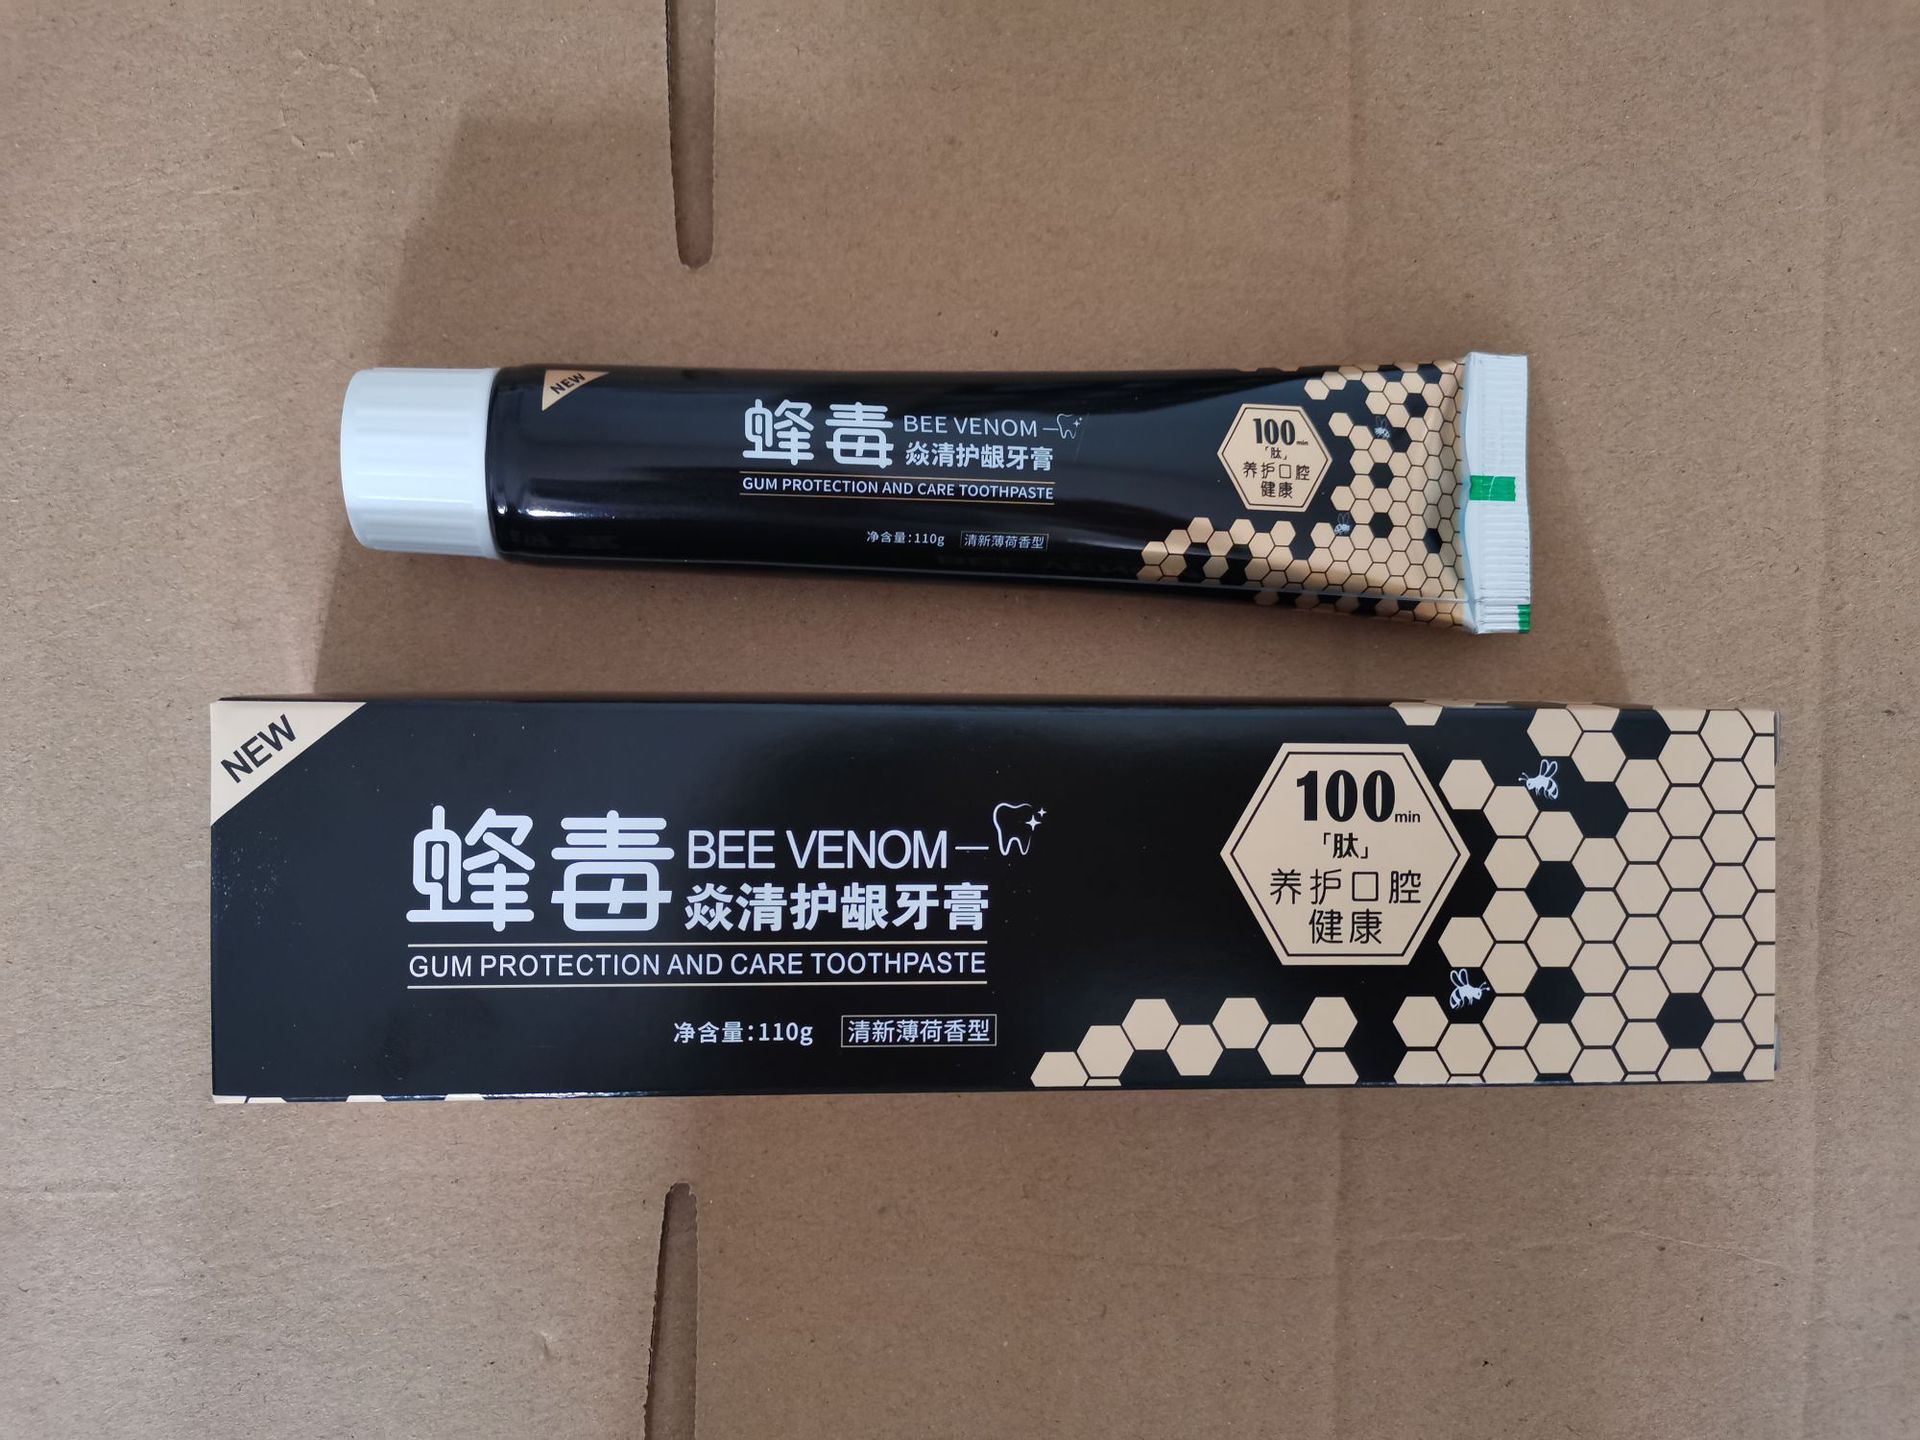 NEW
蜂毒 BEE VENOM
焱清护龈牙膏
GUM PROTECTION AND CARE TOOTHPASTE
净含量:110g 清新薄荷香型
100min
「肽」
养护口腔
健康
NEW
蜂毒 BEE VENOM
焱清护龈牙膏
GUM PROTECTION AND CARE TOOTHPASTE
净含量:110g 清新薄荷香型
100min
「肽」
养护口腔
健康